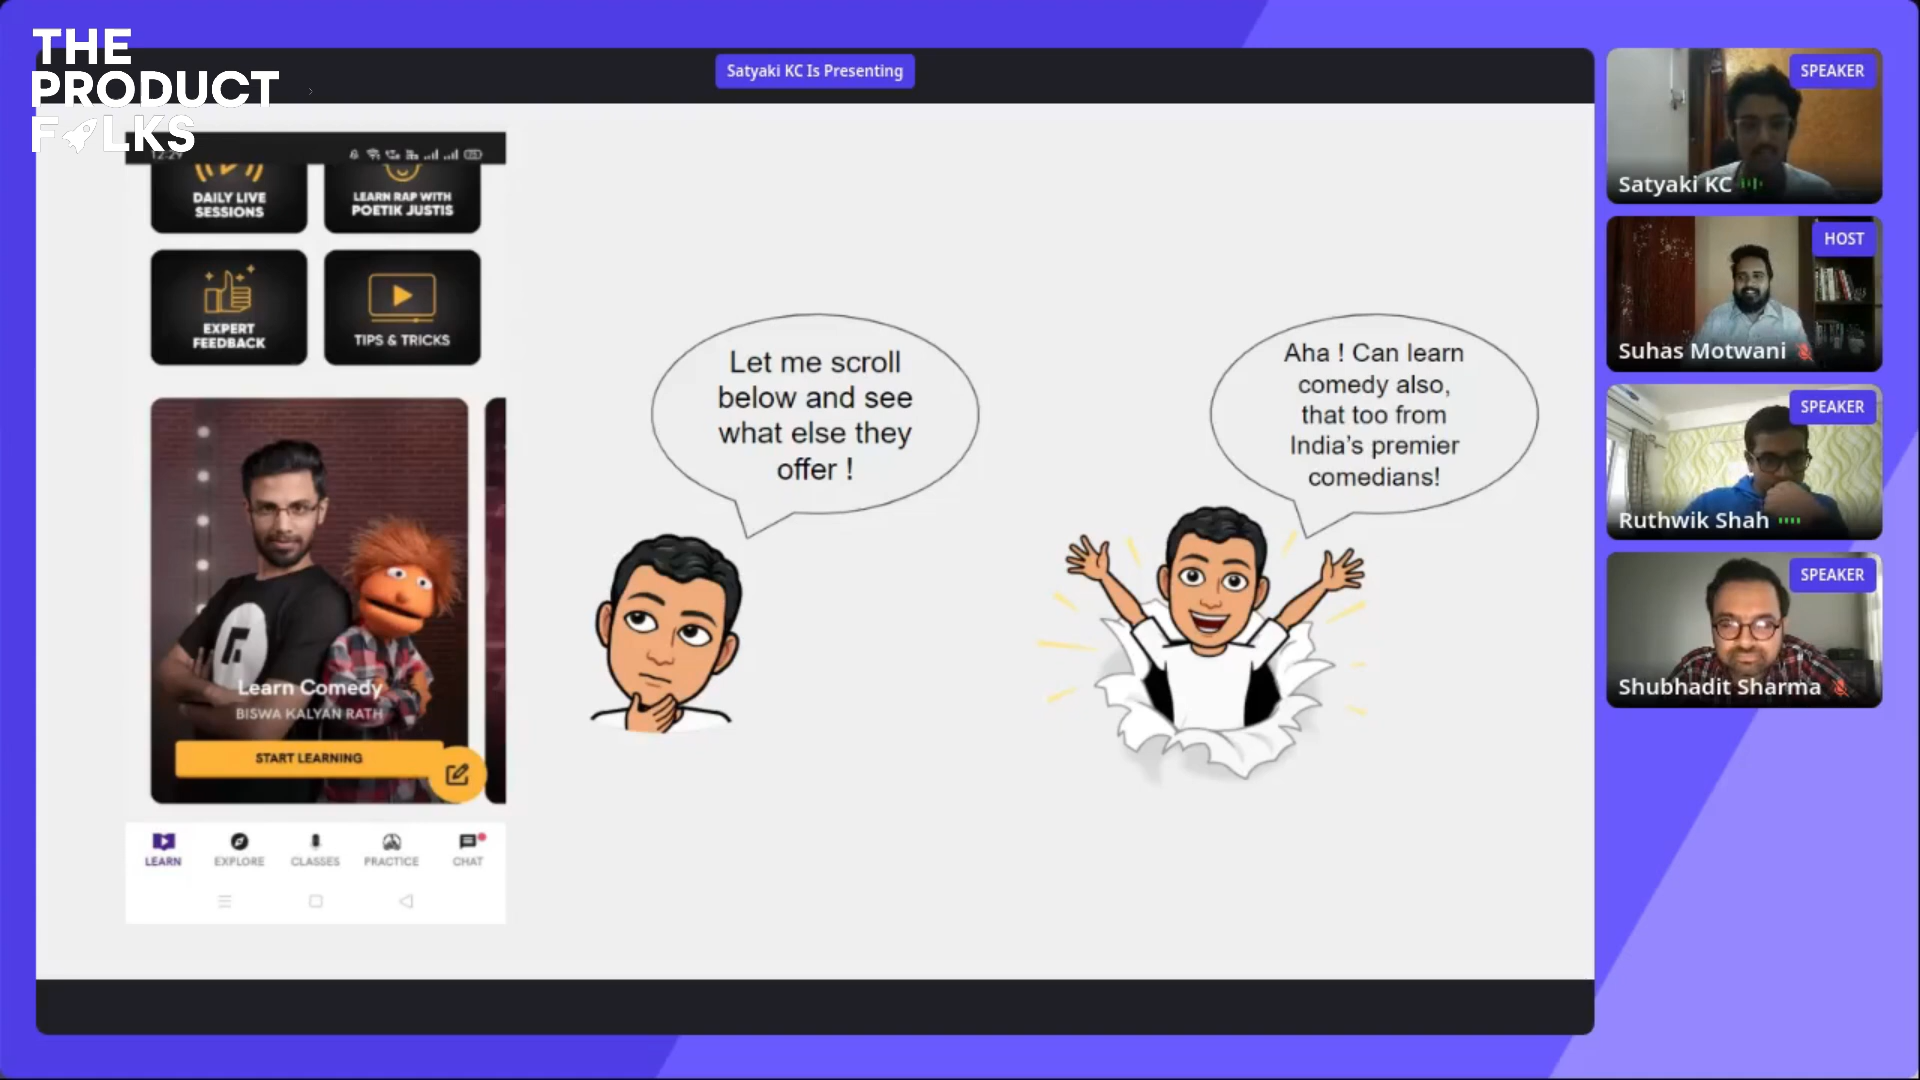 THE
PRODUCT
FOLKS
Satyaki KC Is Presenting
12:29
DAILY LIVE
SESSIONS
LEARN RAP WITH
POETIK JUSTIS
EXPERT
FEEDBACK
TIPS & TRICKS
Learn Comedy
BISWA KALYAN RATH
START LEARNING
LEARN
EXPLORE
CLASSES
PRACTICE
CHAT
Let me scroll
below and see
what else they
offer !
Aha ! Can learn
comedy also,
that too from
India’s premier
comedians!
SPEAKER
Satyaki KC
HOST
Suhas Motwani
SPEAKER
Ruthwik Shah
SPEAKER
Shubhadit Sharma